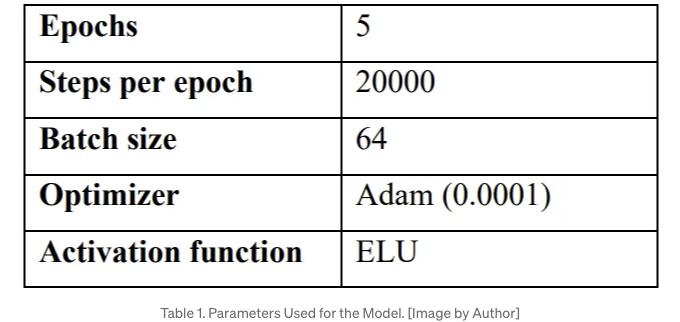 Epochs 5
Steps per epoch 20000
Batch size 64
Optimizer Adam (0.0001)
Activation function ELU
Table 1. Parameters Used for the Model. [Image by Author]